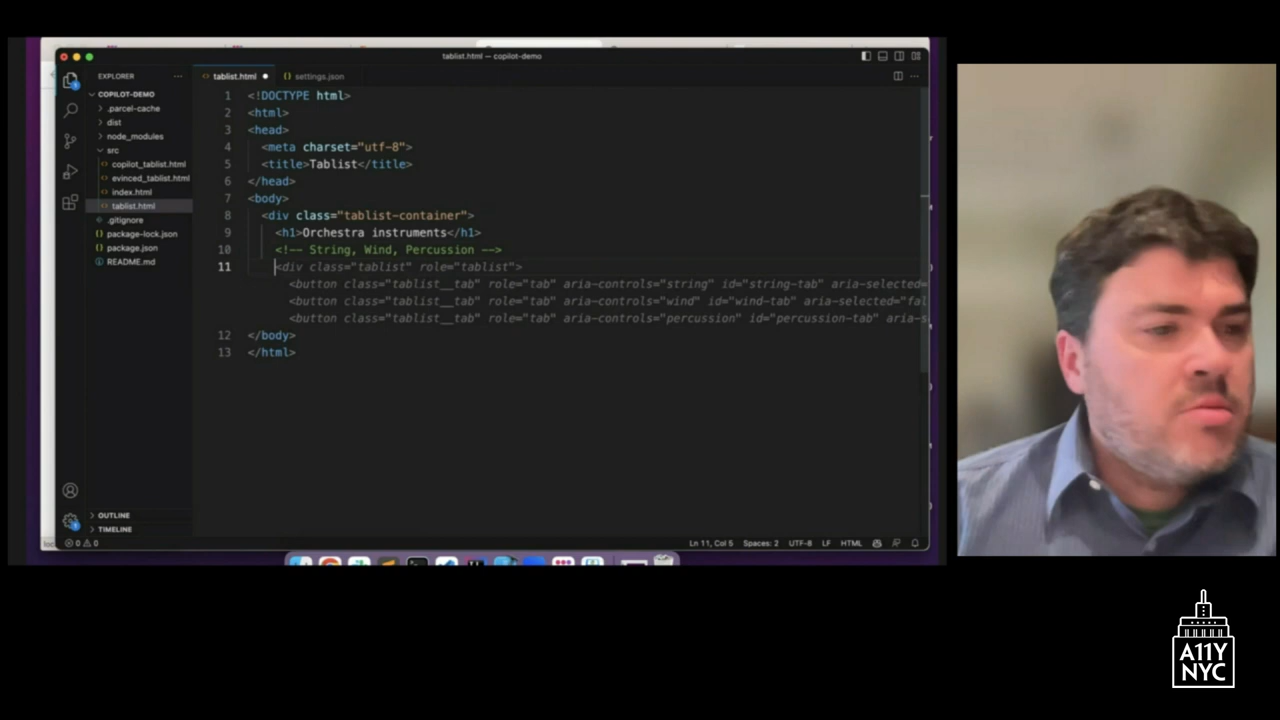 tablist.html — copilot-demo
EXPLORER
tablist.html
settings.json
COPILOT-DEMO
.parcel-cache
dist
node_modules
src
copilot_tablist.html
evinced_tablist.html
index.html
tablist.html
.gitignore
package-lock.json
package.json
README.md
1 <!DOCTYPE html>
2 <html>
3 <head>
4 <meta charset="utf-8">
5 <title>Tablist</title>
6 </head>
7 <body>
8 <div class="tablist-container">
9 <h1>Orchestra instruments</h1>
10 <!-- String, Wind, Percussion -->
11 <div class="tablist" role="tablist">
<button class="tablist__tab" role="tab" aria-controls="string" id="string-tab" aria-selected=
<button class="tablist__tab" role="tab" aria-controls="wind" id="wind-tab" aria-selected="fal
<button class="tablist__tab" role="tab" aria-controls="percussion" id="percussion-tab" aria-s
12 </body>
13 </html>
OUTLINE
TIMELINE
0 0
Ln 11, Col 5 Spaces: 2 UTF-8 LF HTML
A11Y
NYC